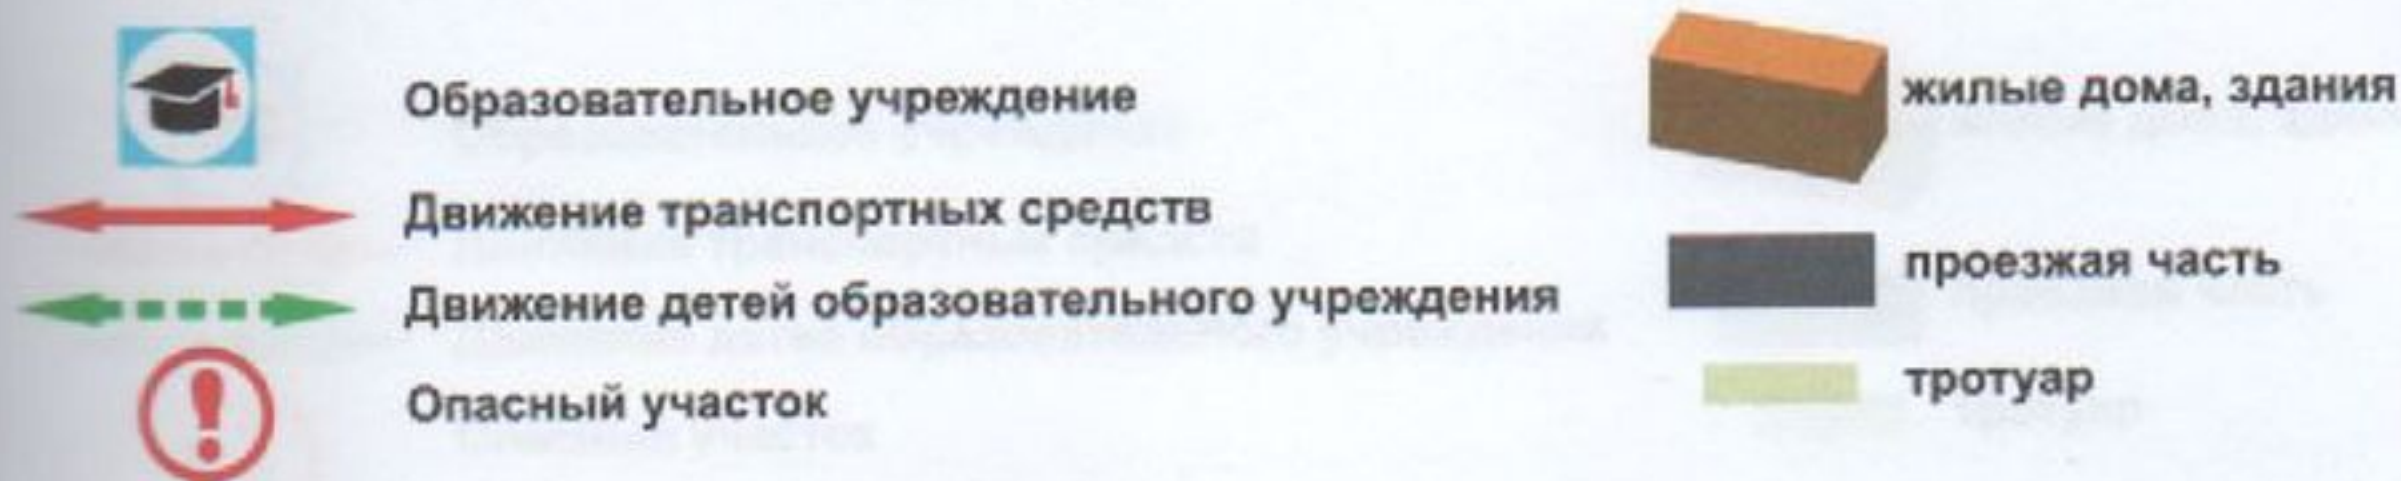 Образовательное учреждение
Движение транспортных средств
Движение детей образовательного учреждения
Опасный участок
жилые дома, здания
проезжая часть
тротуар